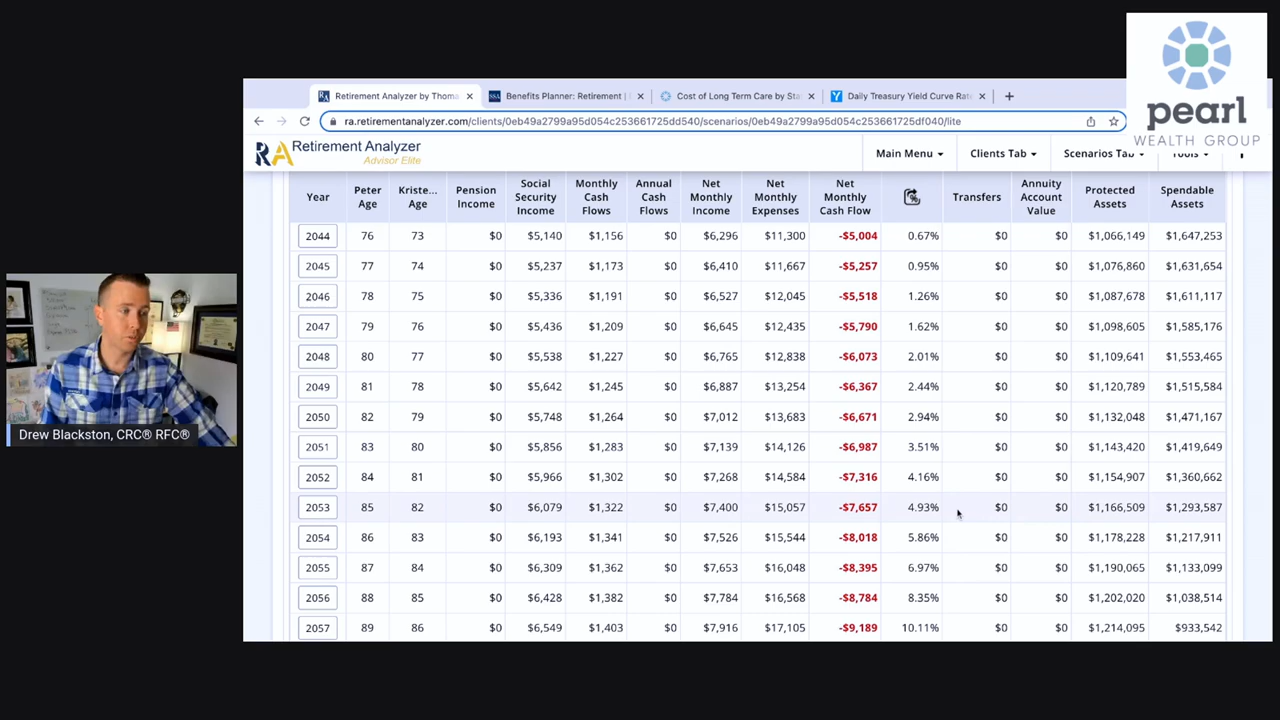 pearl
WEALTH GROUP
Retirement Analyzer by Thoma
Benefits Planner: Retirement |
Cost of Long Term Care by Sta
Daily Treasury Yield Curve Rat
ra.retirementanalyzer.com/clients/0eb49a2799a95d054c253661725dd540/scenarios/0eb49a2799a95d054c253661725df040/lite
RA Retirement Analyzer
Advisor Elite
Main Menu
Clients Tab
Scenarios Tab
Tools
Year Peter Age Kriste... Age Pension Income Social Security Income Monthly Cash Flows Annual Cash Flows Net Monthly Income Net Monthly Expenses Net Monthly Cash Flow % Transfers Annuity Account Value Protected Assets Spendable Assets
2044 76 73 $0 $5,140 $1,156 $0 $6,296 $11,300 -$5,004 0.67% $0 $0 $1,066,149 $1,647,253
2045 77 74 $0 $5,237 $1,173 $0 $6,410 $11,667 -$5,257 0.95% $0 $0 $1,076,860 $1,631,654
2046 78 75 $0 $5,336 $1,191 $0 $6,527 $12,045 -$5,518 1.26% $0 $0 $1,087,678 $1,611,117
2047 79 76 $0 $5,436 $1,209 $0 $6,645 $12,435 -$5,790 1.62% $0 $0 $1,098,605 $1,585,176
2048 80 77 $0 $5,538 $1,227 $0 $6,765 $12,838 -$6,073 2.01% $0 $0 $1,109,641 $1,553,465
2049 81 78 $0 $5,642 $1,245 $0 $6,887 $13,254 -$6,367 2.44% $0 $0 $1,120,789 $1,515,584
2050 82 79 $0 $5,748 $1,264 $0 $7,012 $13,683 -$6,671 2.94% $0 $0 $1,132,048 $1,471,167
2051 83 80 $0 $5,856 $1,283 $0 $7,139 $14,126 -$6,987 3.51% $0 $0 $1,143,420 $1,419,649
2052 84 81 $0 $5,966 $1,302 $0 $7,268 $14,584 -$7,316 4.16% $0 $0 $1,154,907 $1,360,662
2053 85 82 $0 $6,079 $1,322 $0 $7,400 $15,057 -$7,657 4.93% $0 $0 $1,166,509 $1,293,587
2054 86 83 $0 $6,193 $1,341 $0 $7,526 $15,544 -$8,018 5.86% $0 $0 $1,178,228 $1,217,911
2055 87 84 $0 $6,309 $1,362 $0 $7,653 $16,048 -$8,395 6.97% $0 $0 $1,190,065 $1,133,099
2056 88 85 $0 $6,428 $1,382 $0 $7,784 $16,568 -$8,784 8.35% $0 $0 $1,202,020 $1,038,514
2057 89 86 $0 $6,549 $1,403 $0 $7,916 $17,105 -$9,189 10.11% $0 $0 $1,214,095 $933,542
Drew Blackston, CRC® RFC®